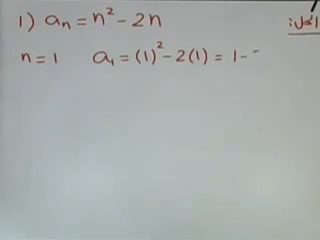 الحل:
1) aₙ = n² - 2n
n = 1 a₁ = (1)² - 2(1) = 1 -